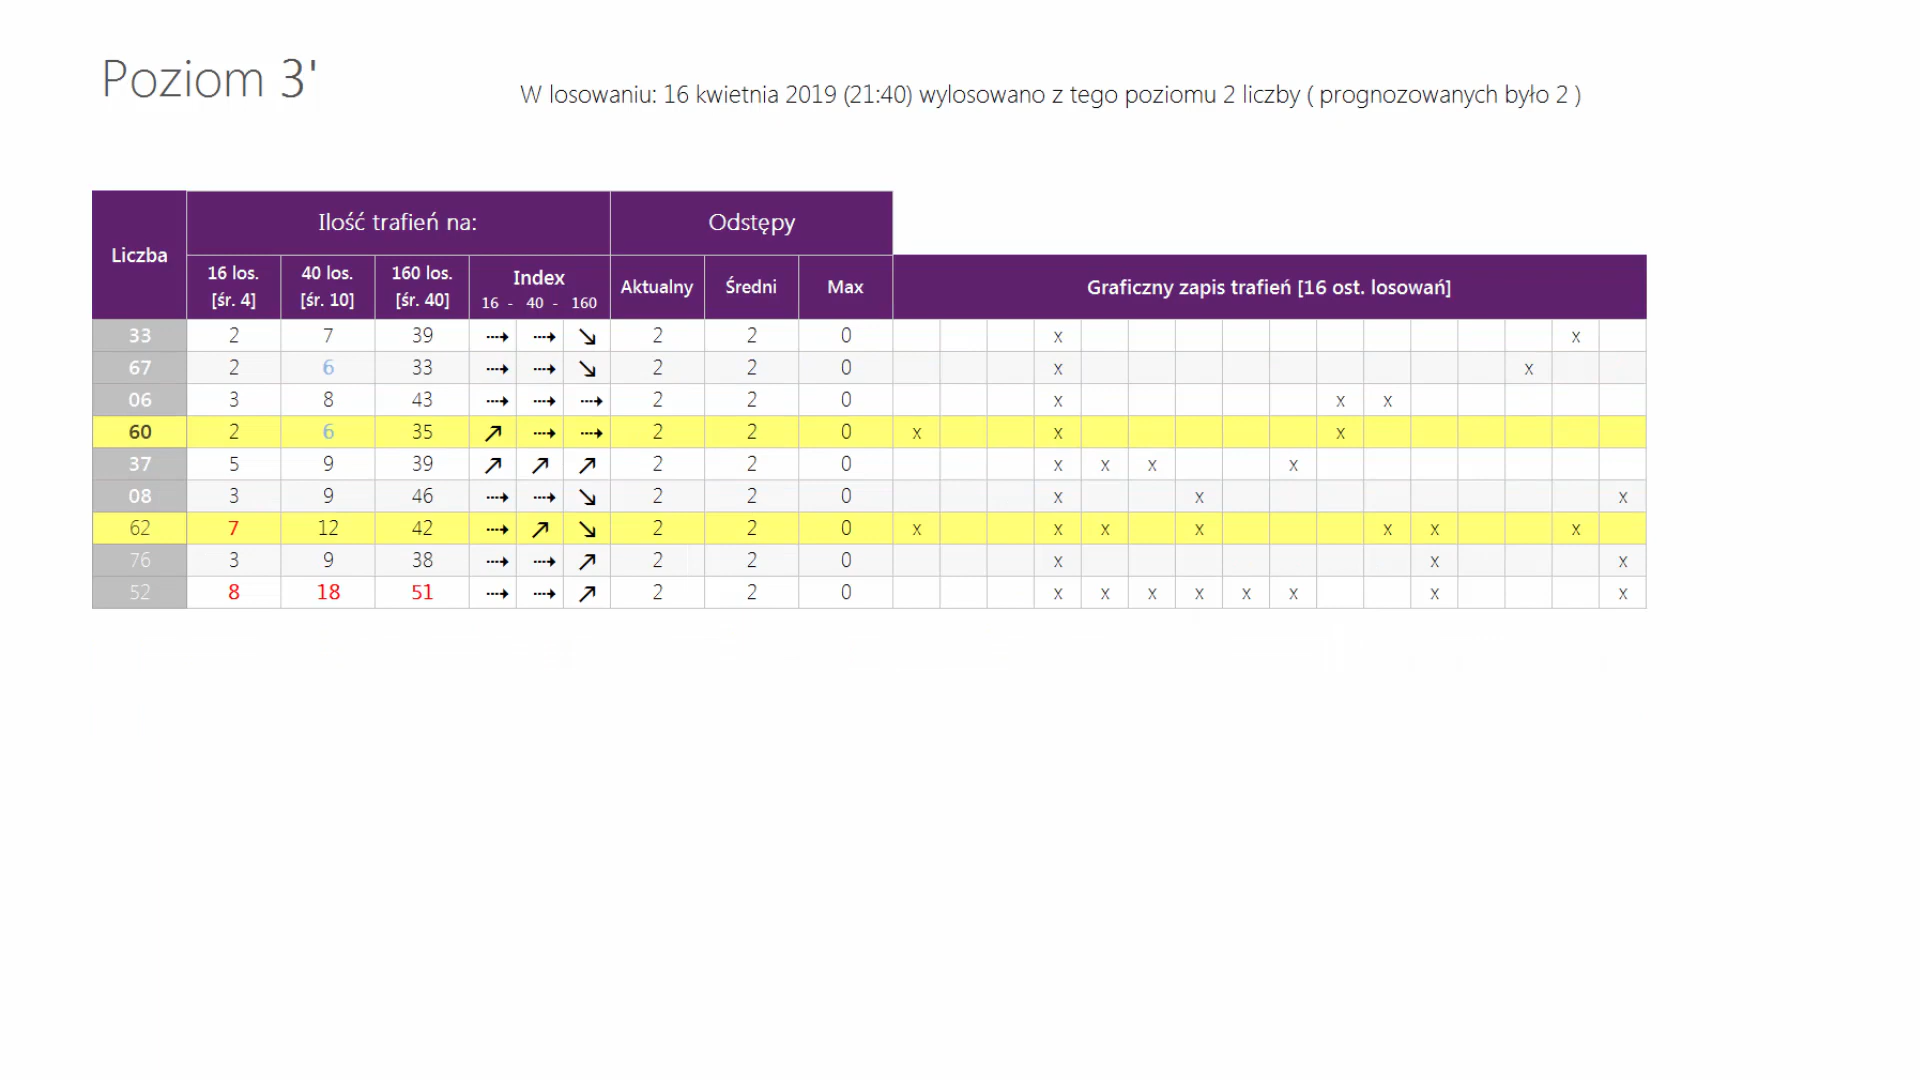 Poziom 3'
W losowaniu: 16 kwietnia 2019 (21:40) wylosowano z tego poziomu 2 liczby ( prognozowanych było 2 )
Liczba Ilość trafień na: Odstępy
16 los. [śr. 4] 40 los. [śr. 10] 160 los. [śr. 40] Index 16 - 40 - 160 Aktualny Średni Max Graficzny zapis trafień [16 ost. losowań]
33 2 7 39 ⤑ ⤑ ↘ 2 2 0 x x
67 2 6 33 ⤑ ⤑ ↘ 2 2 0 x x
06 3 8 43 ⤑ ⤑ ⤑ 2 2 0 x x x
60 2 6 35 ↗ ⤑ ⤑ 2 2 0 x x x
37 5 9 39 ↗ ↗ ↗ 2 2 0 x x x x
08 3 9 46 ⤑ ⤑ ↘ 2 2 0 x x x
62 7 12 42 ⤑ ↗ ↘ 2 2 0 x x x x x x x
76 3 9 38 ⤑ ⤑ ↗ 2 2 0 x x x
52 8 18 51 ⤑ ⤑ ↗ 2 2 0 x x x x x x x x